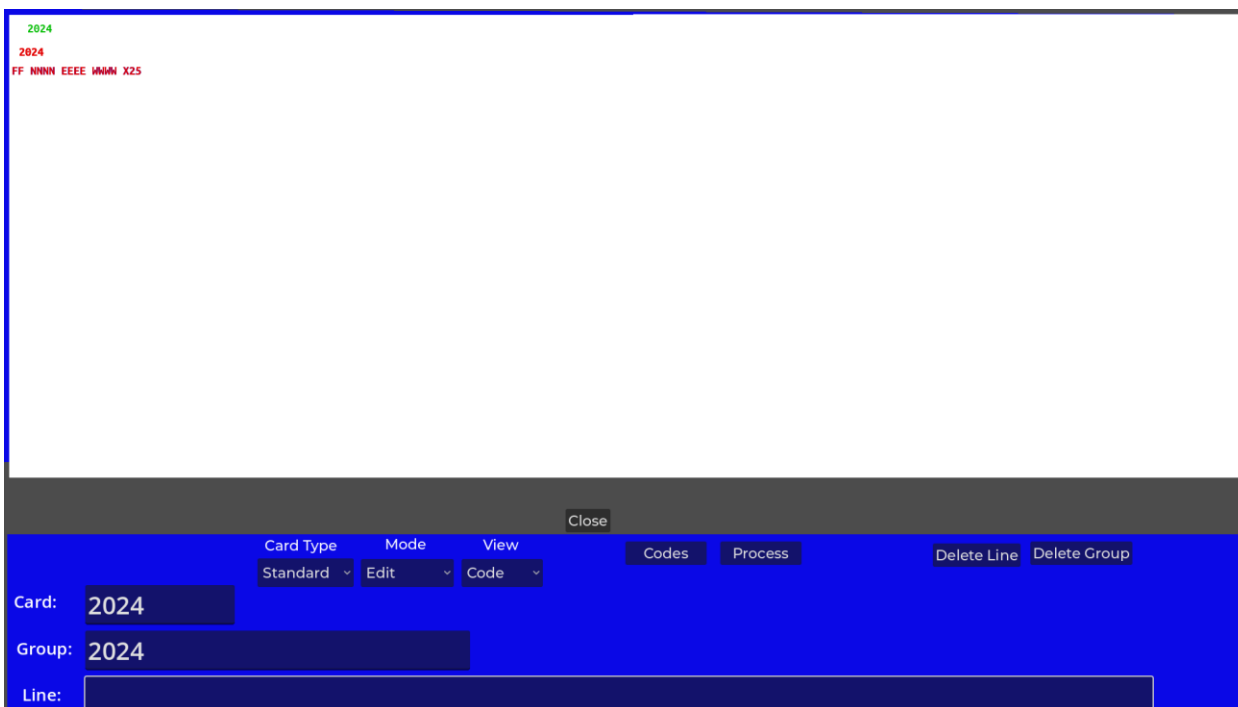 2024
2024
FF NNNN EEEE WWWW X25
Close
Card Type Mode View
Codes Process Delete Line Delete Group
Standard Edit Code
Card: 2024
Group: 2024
Line: